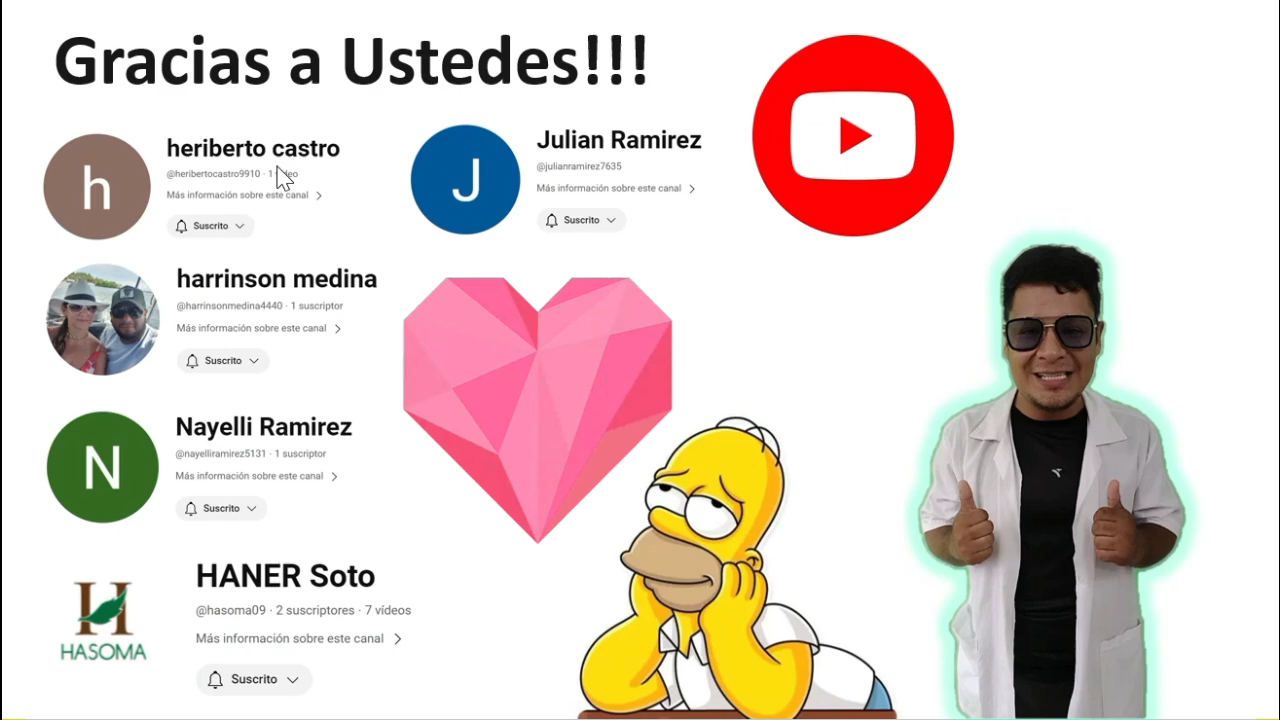 Gracias a Ustedes!!!
h
heriberto castro
@heribertocastro9910 · 1
Más información sobre este canal
Suscrito
J
Julian Ramirez
@julianramirez7635
Más información sobre este canal
Suscrito
harrinson medina
@harrinsonmedina4440 · 1 suscriptor
Más información sobre este canal
Suscrito
N
Nayelli Ramirez
@nayelliramirez5131 · 1 suscriptor
Más información sobre este canal
Suscrito
H
HASOMA
HANER Soto
@hasoma09 · 2 suscriptores · 7 vídeos
Más información sobre este canal
Suscrito